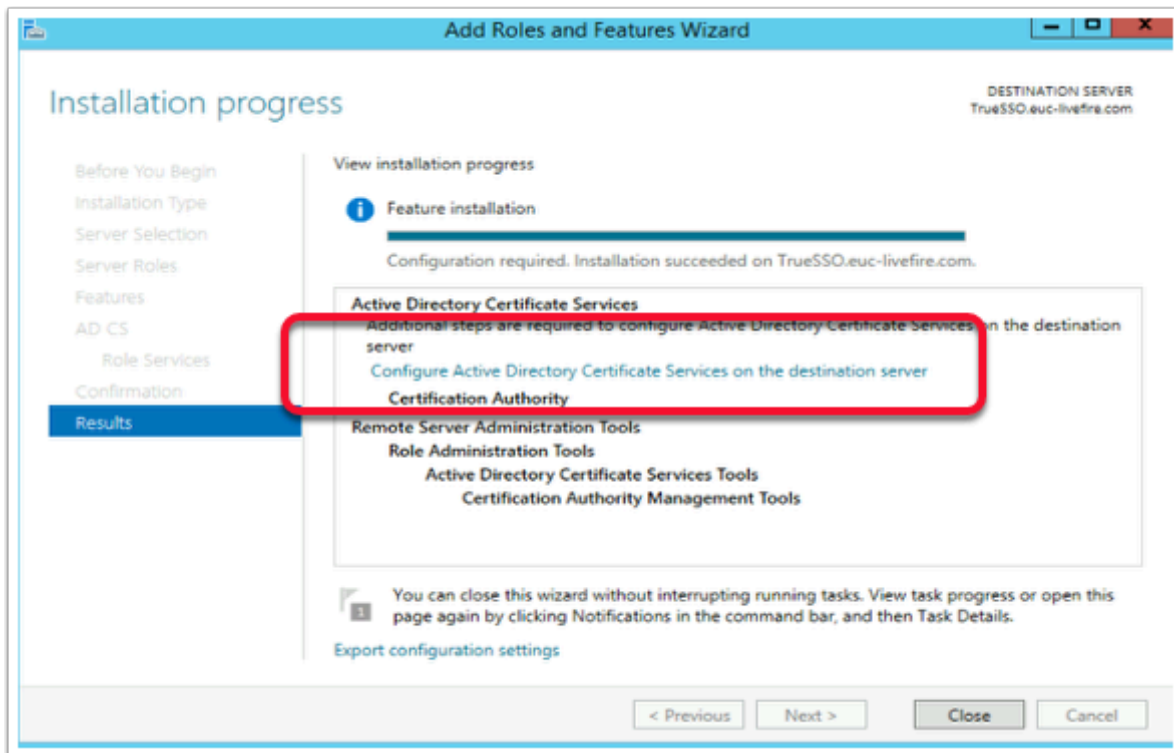 Add Roles and Features Wizard
Installation progress
DESTINATION SERVER
TrueSSO.euc-livefire.com
Before You Begin
Installation Type
Server Selection
Server Roles
Features
AD CS
Role Services
Confirmation
Results
View installation progress
Feature installation
Configuration required. Installation succeeded on TrueSSO.euc-livefire.com.
Active Directory Certificate Services
Additional steps are required to configure Active Directory Certificate Services on the destination
server
Configure Active Directory Certificate Services on the destination server
Certification Authority
Remote Server Administration Tools
Role Administration Tools
Active Directory Certificate Services Tools
Certification Authority Management Tools
You can close this wizard without interrupting running tasks. View task progress or open this
page again by clicking Notifications in the command bar, and then Task Details.
Export configuration settings
< Previous
Next >
Close
Cancel